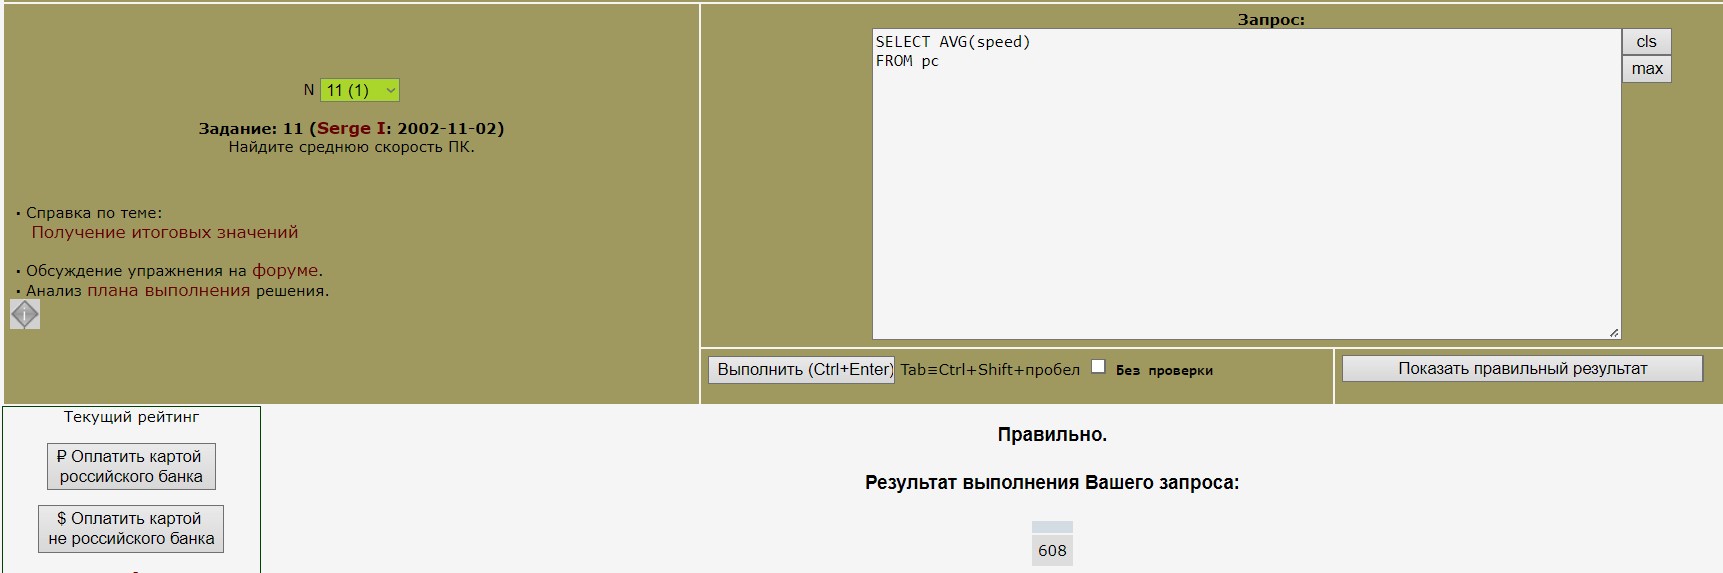 N 11 (1)
Задание: 11 (Serge I: 2002-11-02)
Найдите среднюю скорость ПК.
▪ Справка по теме:
Получение итоговых значений
▪ Обсуждение упражнения на форуме.
▪ Анализ плана выполнения решения.
i
Запрос:
SELECT AVG(speed)
FROM pc
cls
max
Выполнить (Ctrl+Enter) Tab≡Ctrl+Shift+пробел Без проверки
Показать правильный результат
Текущий рейтинг
₽ Оплатить картой
российского банка
$ Оплатить картой
не российского банка
Правильно.
Результат выполнения Вашего запроса:
608